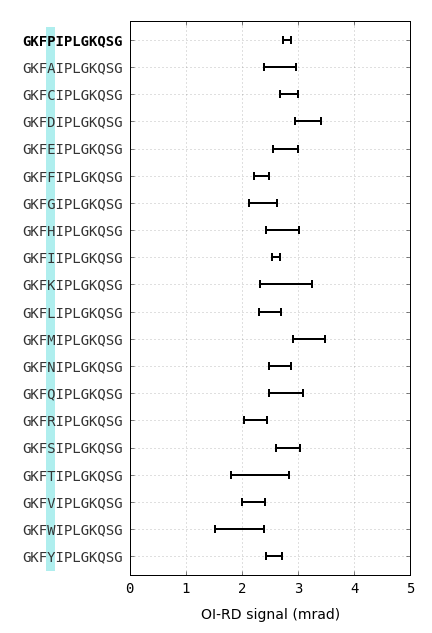 GKFPIPLGKQSG
GKFAIPLGKQSG
GKFCIPLGKQSG
GKFDIPLGKQSG
GKFEIPLGKQSG
GKFFIPLGKQSG
GKFGIPLGKQSG
GKFHIPLGKQSG
GKFIIPLGKQSG
GKFKIPLGKQSG
GKFLIPLGKQSG
GKFMIPLGKQSG
GKFNIPLGKQSG
GKFQIPLGKQSG
GKFRIPLGKQSG
GKFSIPLGKQSG
GKFTIPLGKQSG
GKFVIPLGKQSG
GKFWIPLGKQSG
GKFYIPLGKQSG
0 1 2 3 4 5
OI-RD signal (mrad)